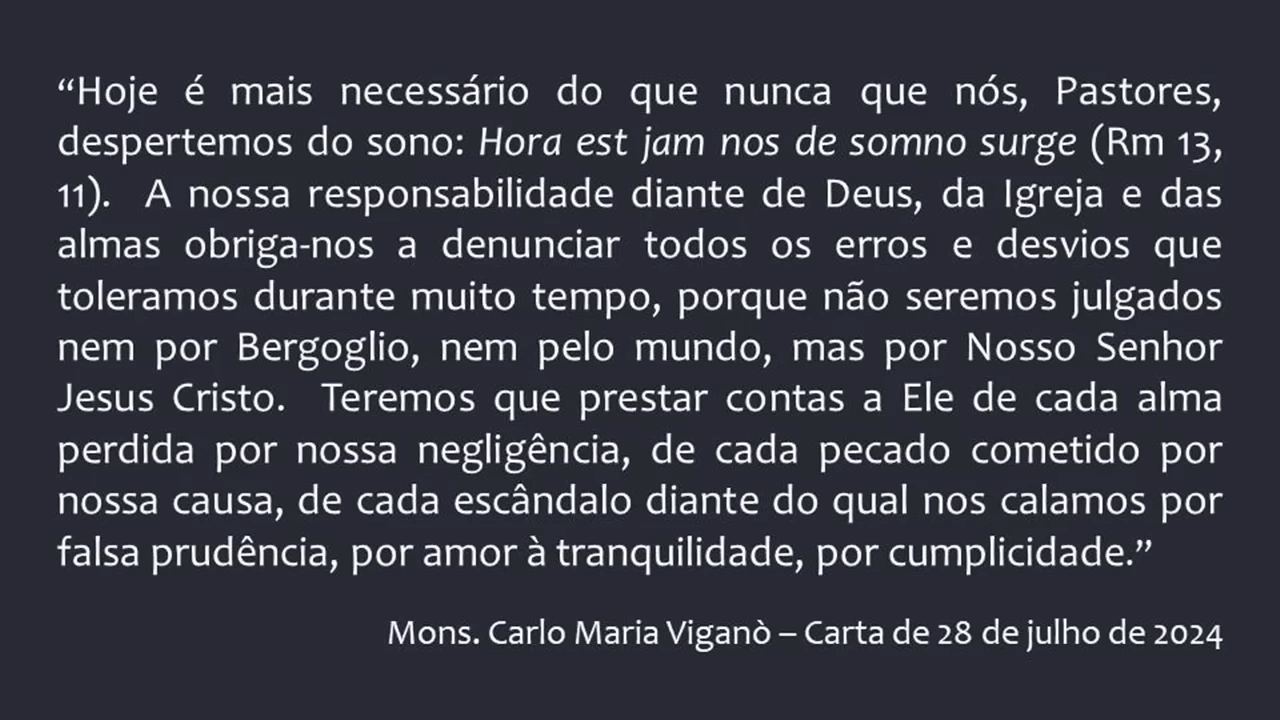 “Hoje é mais necessário do que nunca que nós, Pastores,
despertemos do sono: Hora est jam nos de somno surge (Rm 13,
11).  A nossa responsabilidade diante de Deus, da Igreja e das
almas obriga-nos a denunciar todos os erros e desvios que
toleramos durante muito tempo, porque não seremos julgados
nem por Bergoglio, nem pelo mundo, mas por Nosso Senhor
Jesus Cristo.  Teremos que prestar contas a Ele de cada alma
perdida por nossa negligência, de cada pecado cometido por
nossa causa, de cada escândalo diante do qual nos calamos por
falsa prudência, por amor à tranquilidade, por cumplicidade.”
Mons. Carlo Maria Viganò – Carta de 28 de julho de 2024